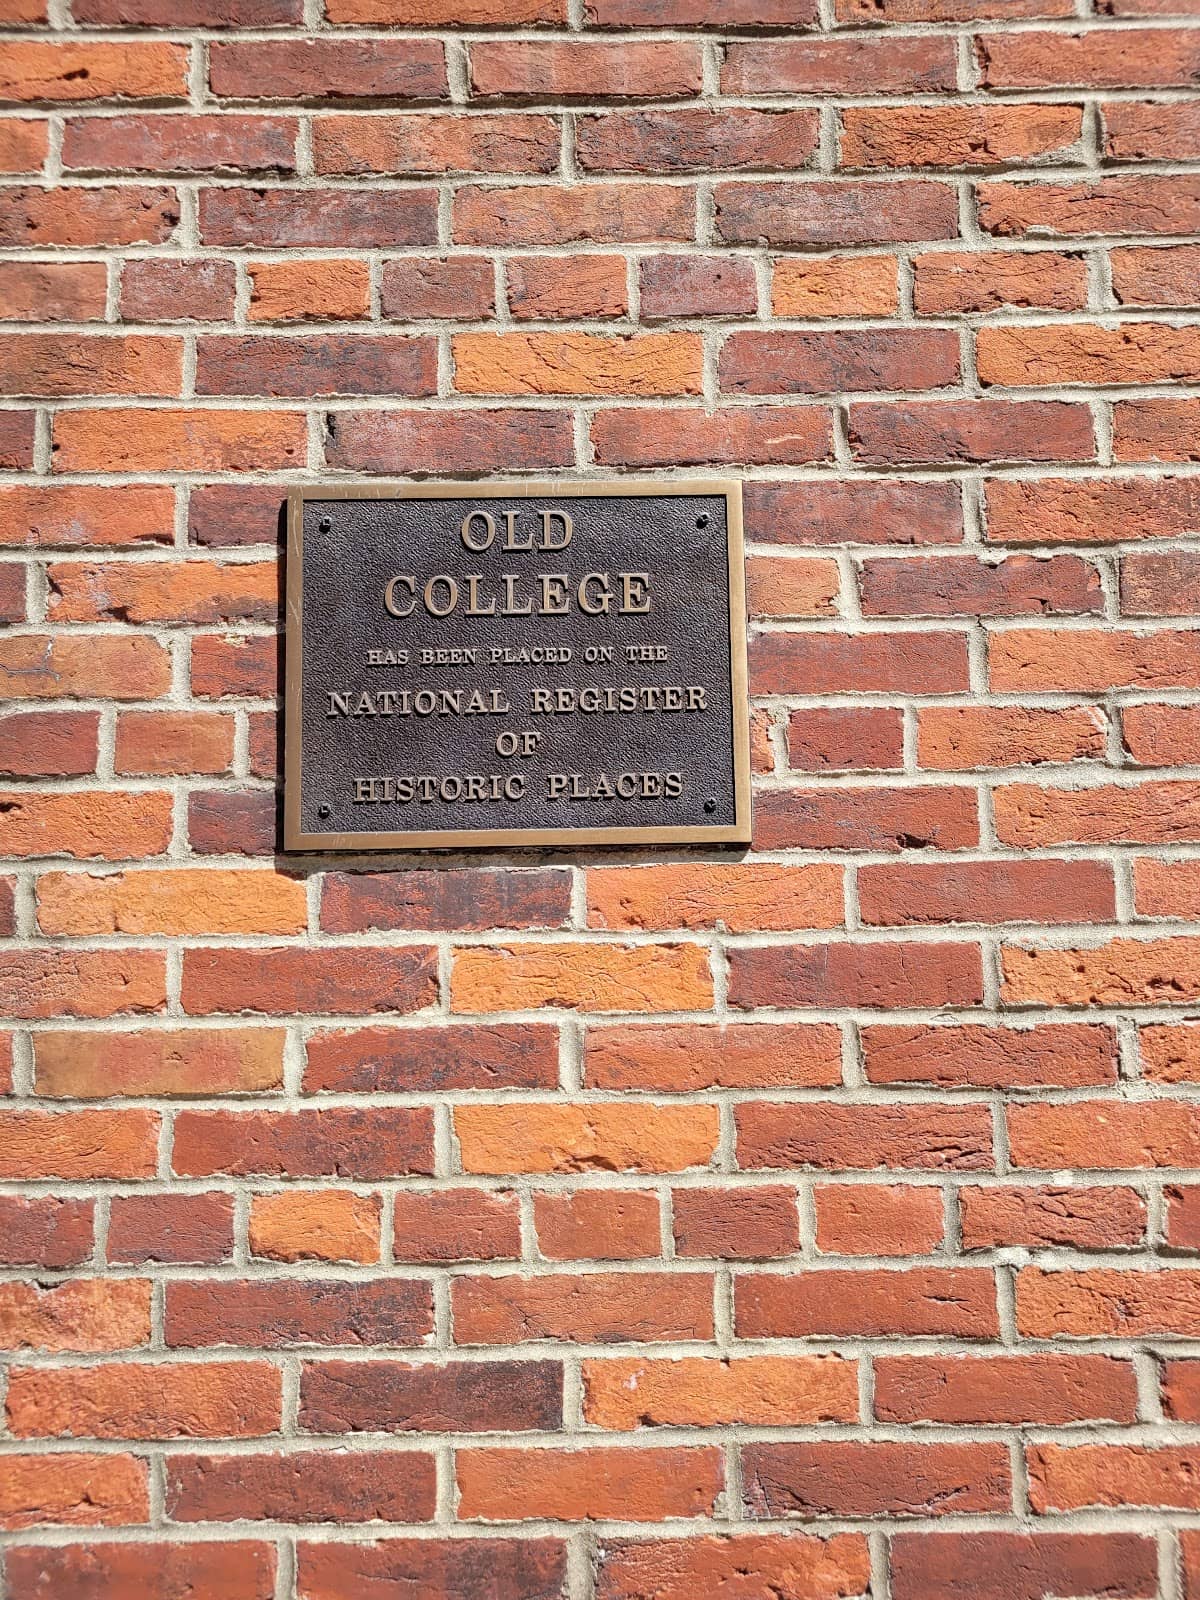 OLD
COLLEGE
HAS BEEN PLACED ON THE
NATIONAL REGISTER
OF
HISTORIC PLACES